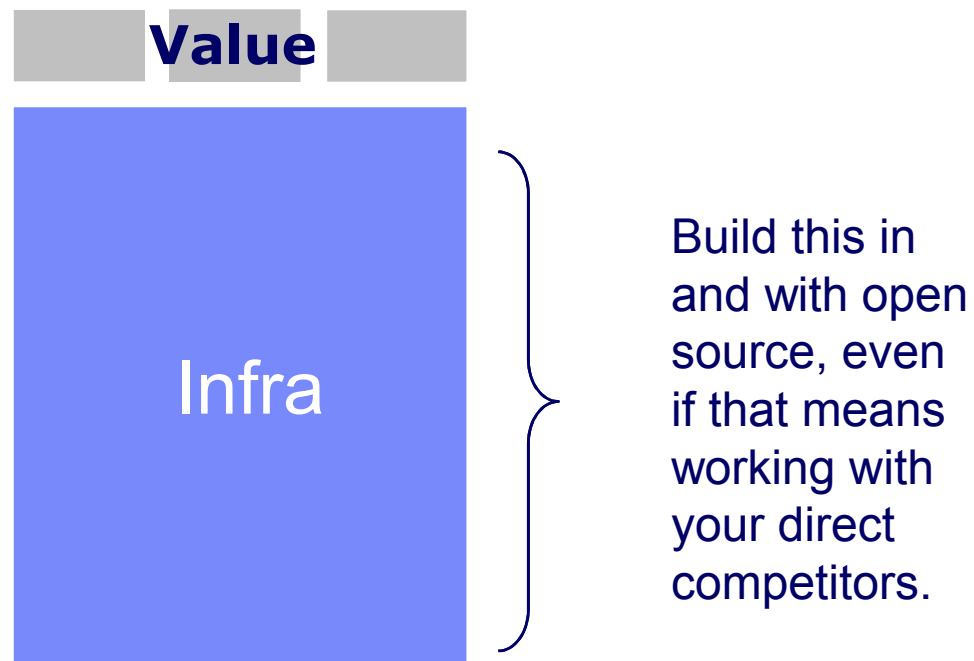 Value
Infra
Build this in
and with open
source, even
if that means
working with
your direct
competitors.